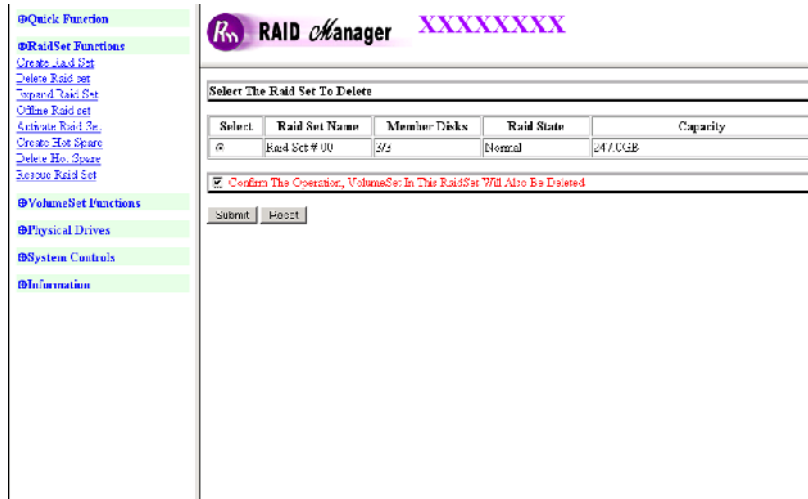 Quick Function
RaidSet Functions
Create Raid Set
Delete Raid set
Expand Raid Set
Offline Raid set
Activate Raid Set
Create Hot Spare
Delete Hot Spare
Rescue Raid Set
VolumeSet Functions
Physical Drives
System Controls
Information
Rm RAID Manager XXXXXXXX
Select The Raid Set To Delete
Select Raid Set Name Member Disks Raid State Capacity
Raid Set # 00 3/3 Normal 247.0GB
Confirm The Operation, VolumeSet In This RaidSet Will Also Be Deleted
Submit Reset